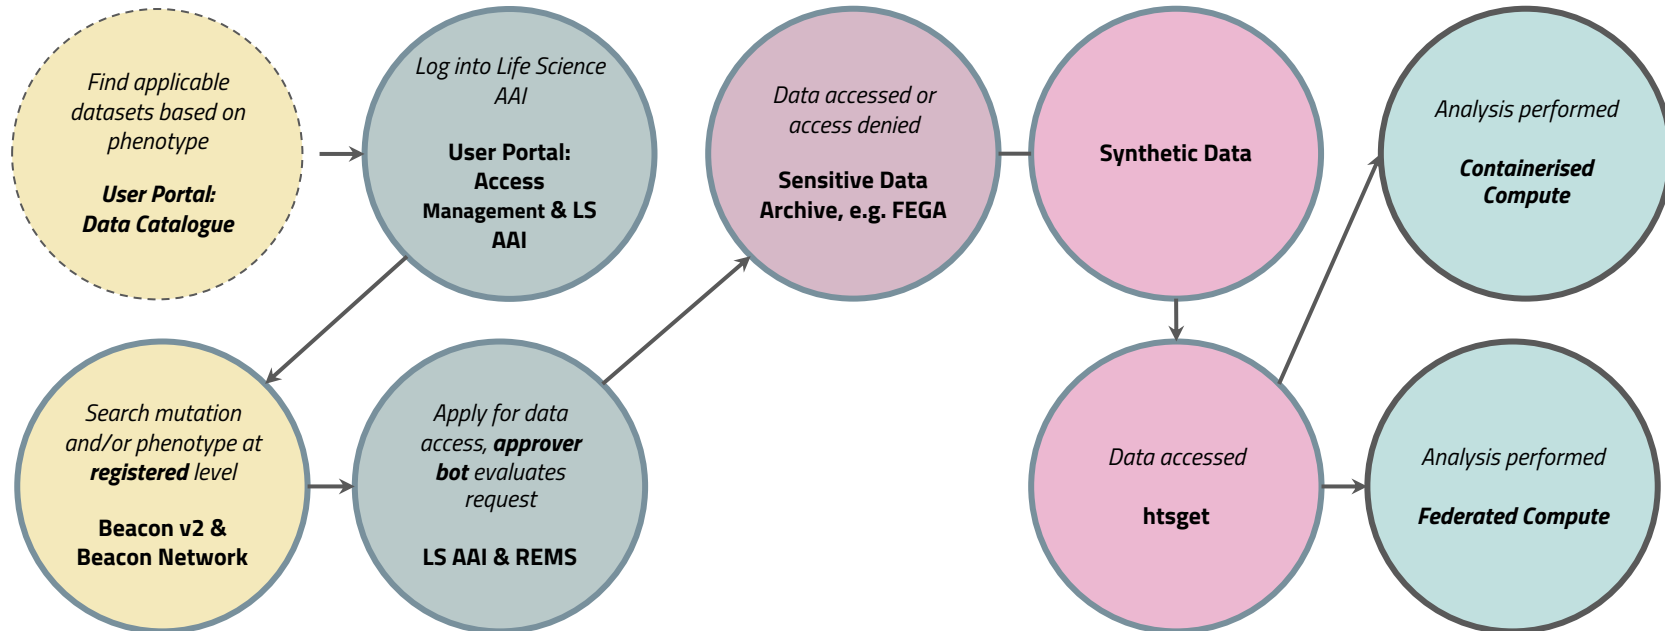 Find applicable
datasets based on
phenotype
User Portal:
Data Catalogue
Log into Life Science
AAI
User Portal:
Access
Management & LS
AAI
Search mutation
and/or phenotype at
registered level
Beacon v2 &
Beacon Network
Apply for data
access, approver
bot evaluates
request
LS AAI & REMS
Data accessed or
access denied
Sensitive Data
Archive, e.g. FEGA
Synthetic Data
Data accessed
htsget
Analysis performed
Containerised
Compute
Analysis performed
Federated Compute